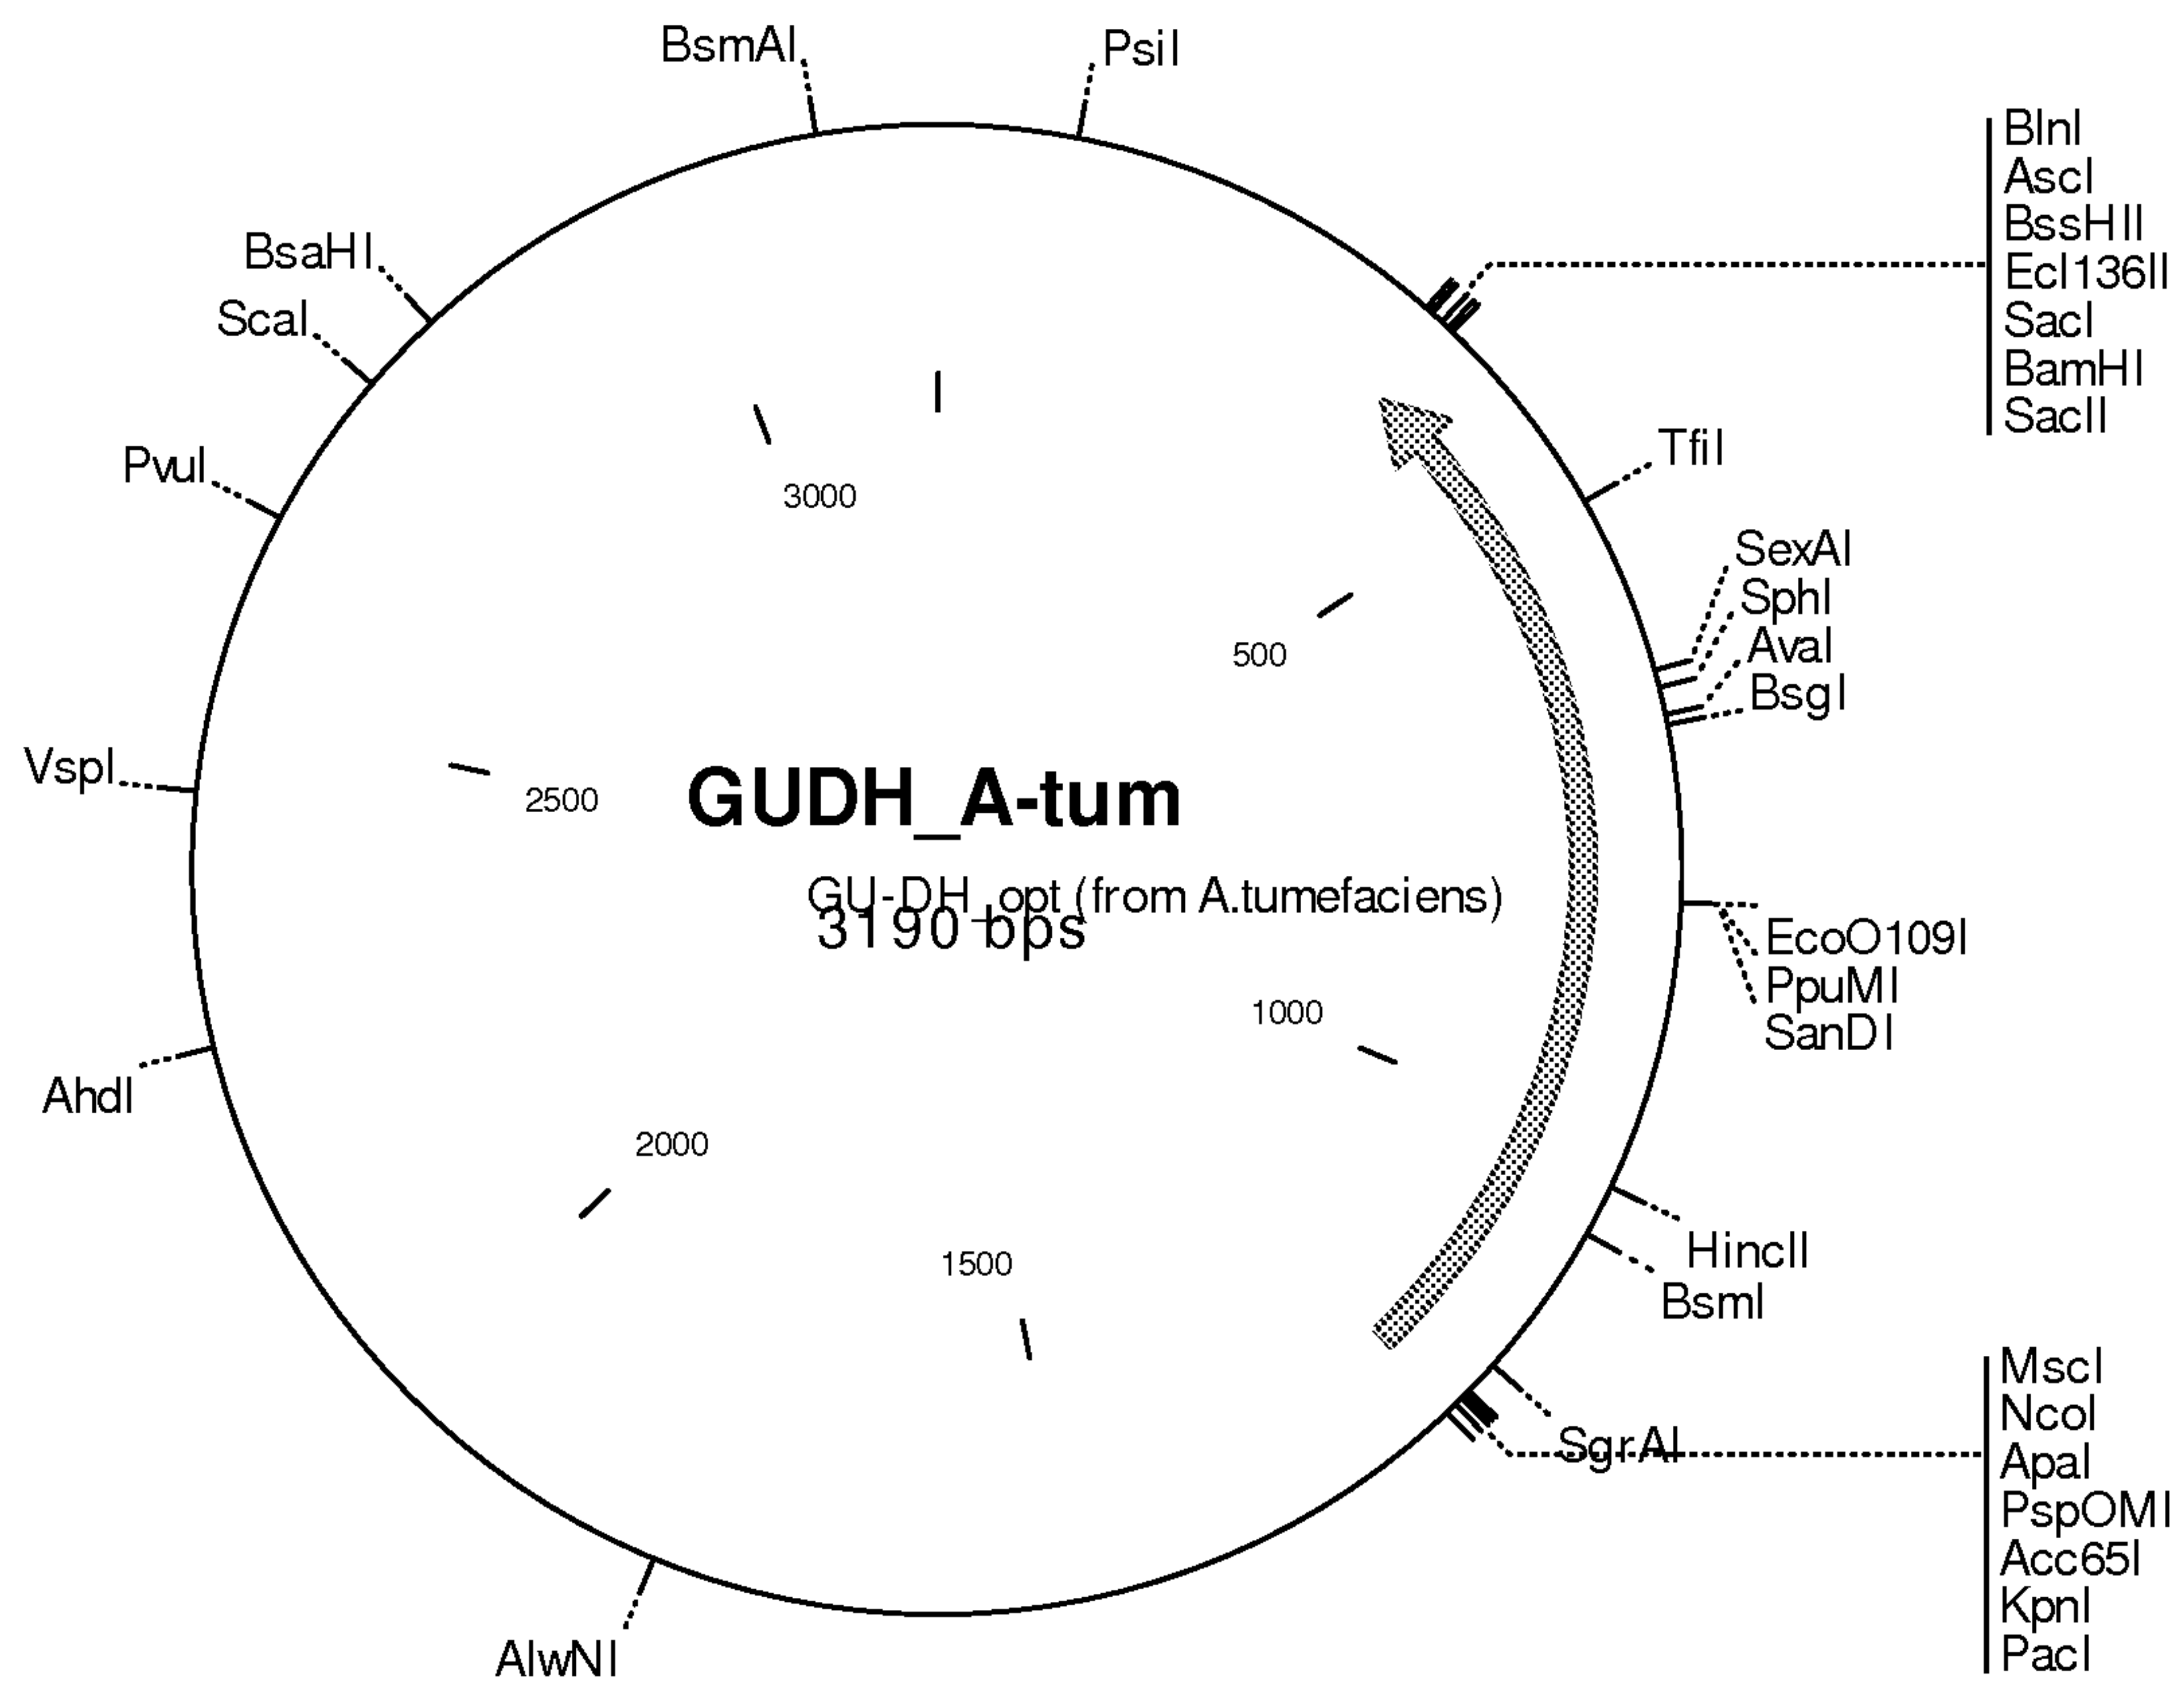 BsmAI
PsiI
BlnI
AscI
BssHII
Ecl136II
SacI
BamHI
SacII
BsaHI
ScaI
PvuI
TfiI
3000
SexAI
SphI
AvaI
BsgI
500
VspI
2500
GUDH_A-tum
GU-DH_opt (from A.tumefaciens)
3190 bps
EcoO109I
PpuMI
SanDI
1000
AhdI
2000
1500
HincII
BsmI
SgrAI
MscI
NcoI
ApaI
PspOMI
Acc65I
KpnI
PacI
AlwNI